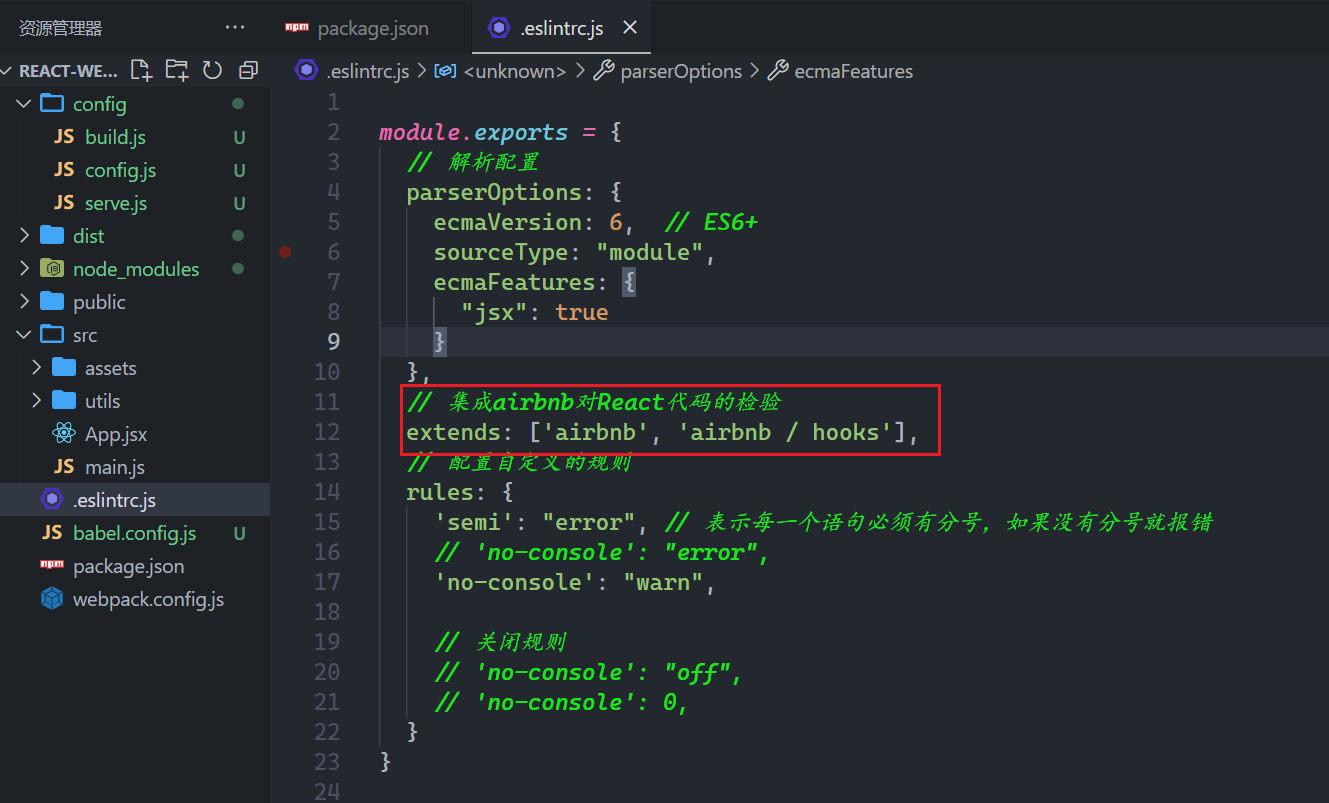 资源管理器
package.json
.eslintrc.js
REACT-WE...
.eslintrc.js > <unknown> > parserOptions > ecmaFeatures
config
JS build.js U
JS config.js U
JS serve.js U
dist
node_modules
public
src
assets
utils
App.jsx
JS main.js
.eslintrc.js
JS babel.config.js U
npm package.json
webpack.config.js
1
2 module.exports = {
3 // 解析配置
4 parserOptions: {
5 ecmaVersion: 6, // ES6+
6 sourceType: "module",
7 ecmaFeatures: {
8 "jsx": true
9 }
10 },
11 // 集成airbnb对React代码的检验
12 extends: ['airbnb', 'airbnb / hooks'],
13 // 配置自定义的规则
14 rules: {
15 'semi': "error", // 表示每一个语句必须有分号，如果没有分号就报错
16 // 'no-console': "error",
17 'no-console': "warn",
18
19 // 关闭规则
20 // 'no-console': "off",
21 // 'no-console': 0,
22 }
23 }
24